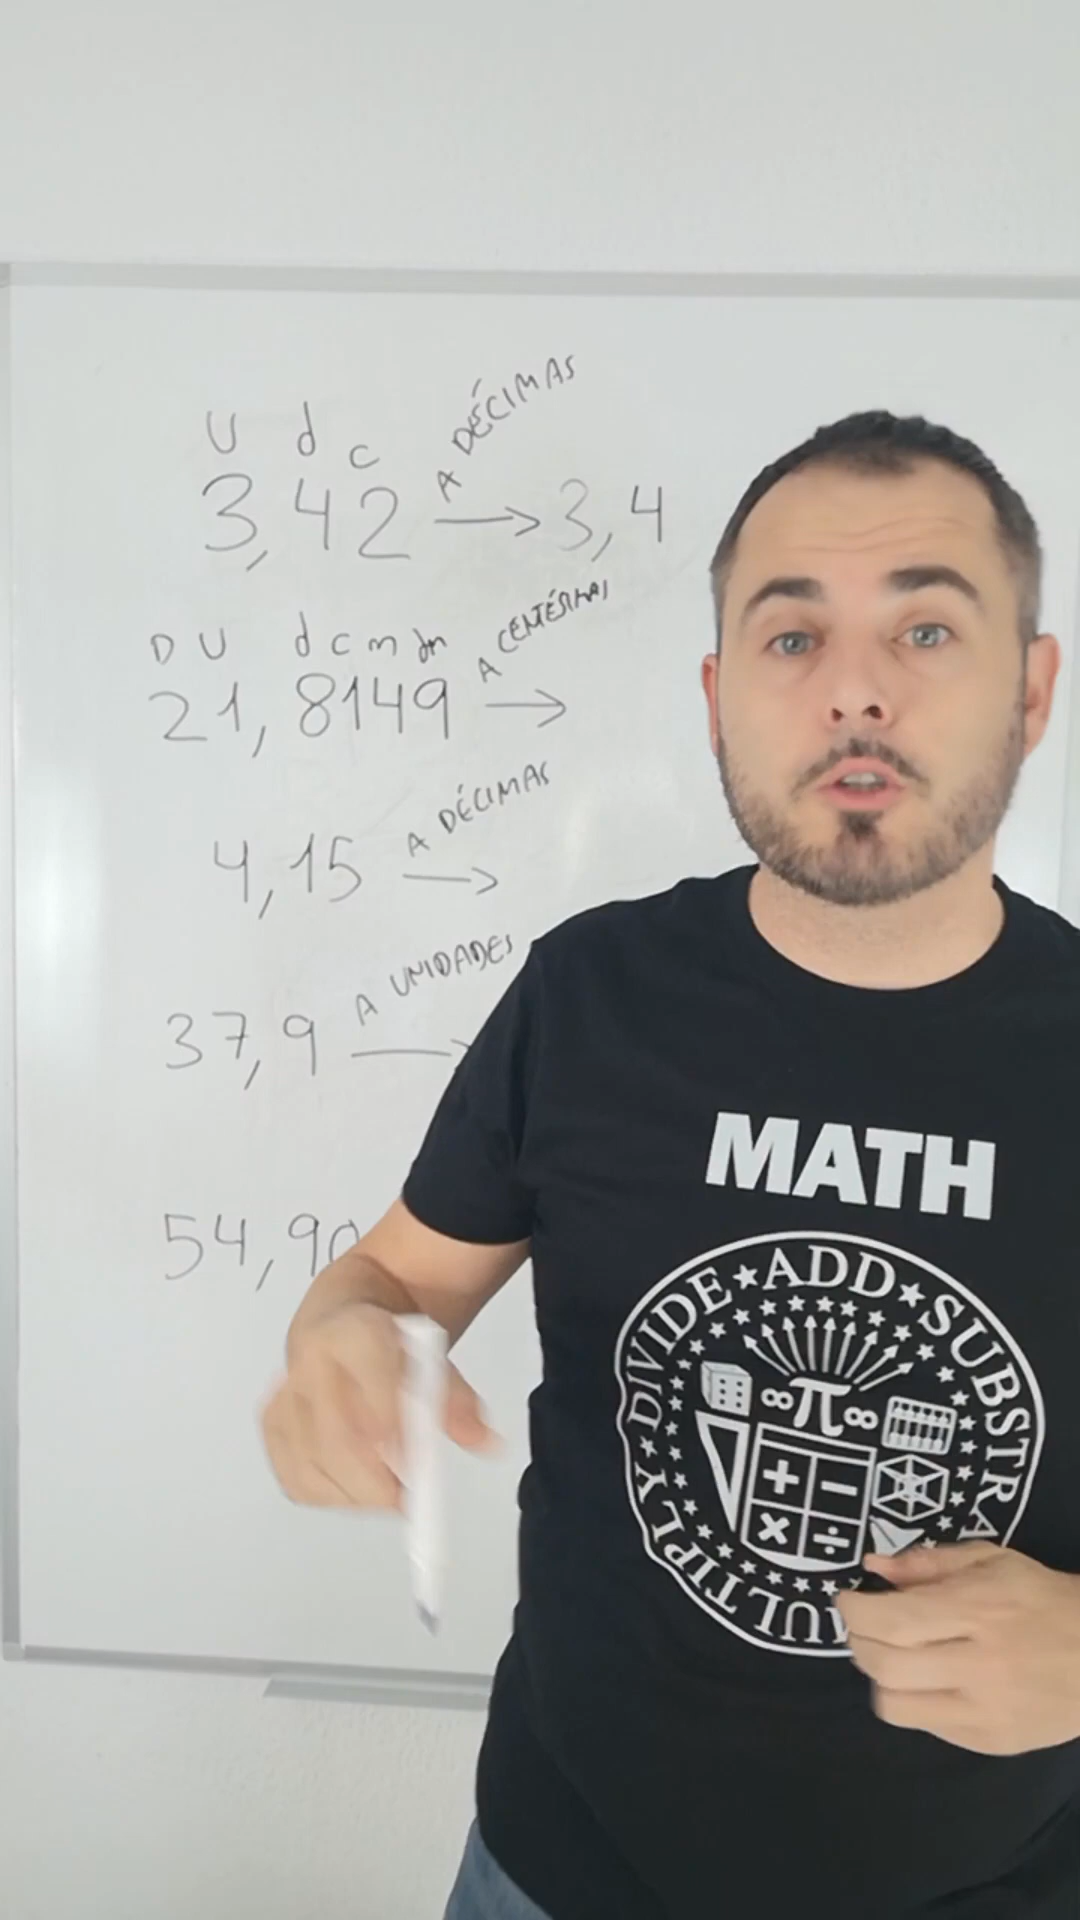 U d c
A DÉCIMAS
3,42 → 3,4
D U d c m dm
A CENTÉSIMAS
21,8149 →
A DÉCIMAS
4,15 →
A UNIDADES
37,9 →
54,90
MATH
DIVIDE ★ ADD ★ SUBSTRA
MULTIPLY
∞ π ∞
+ −
× ÷